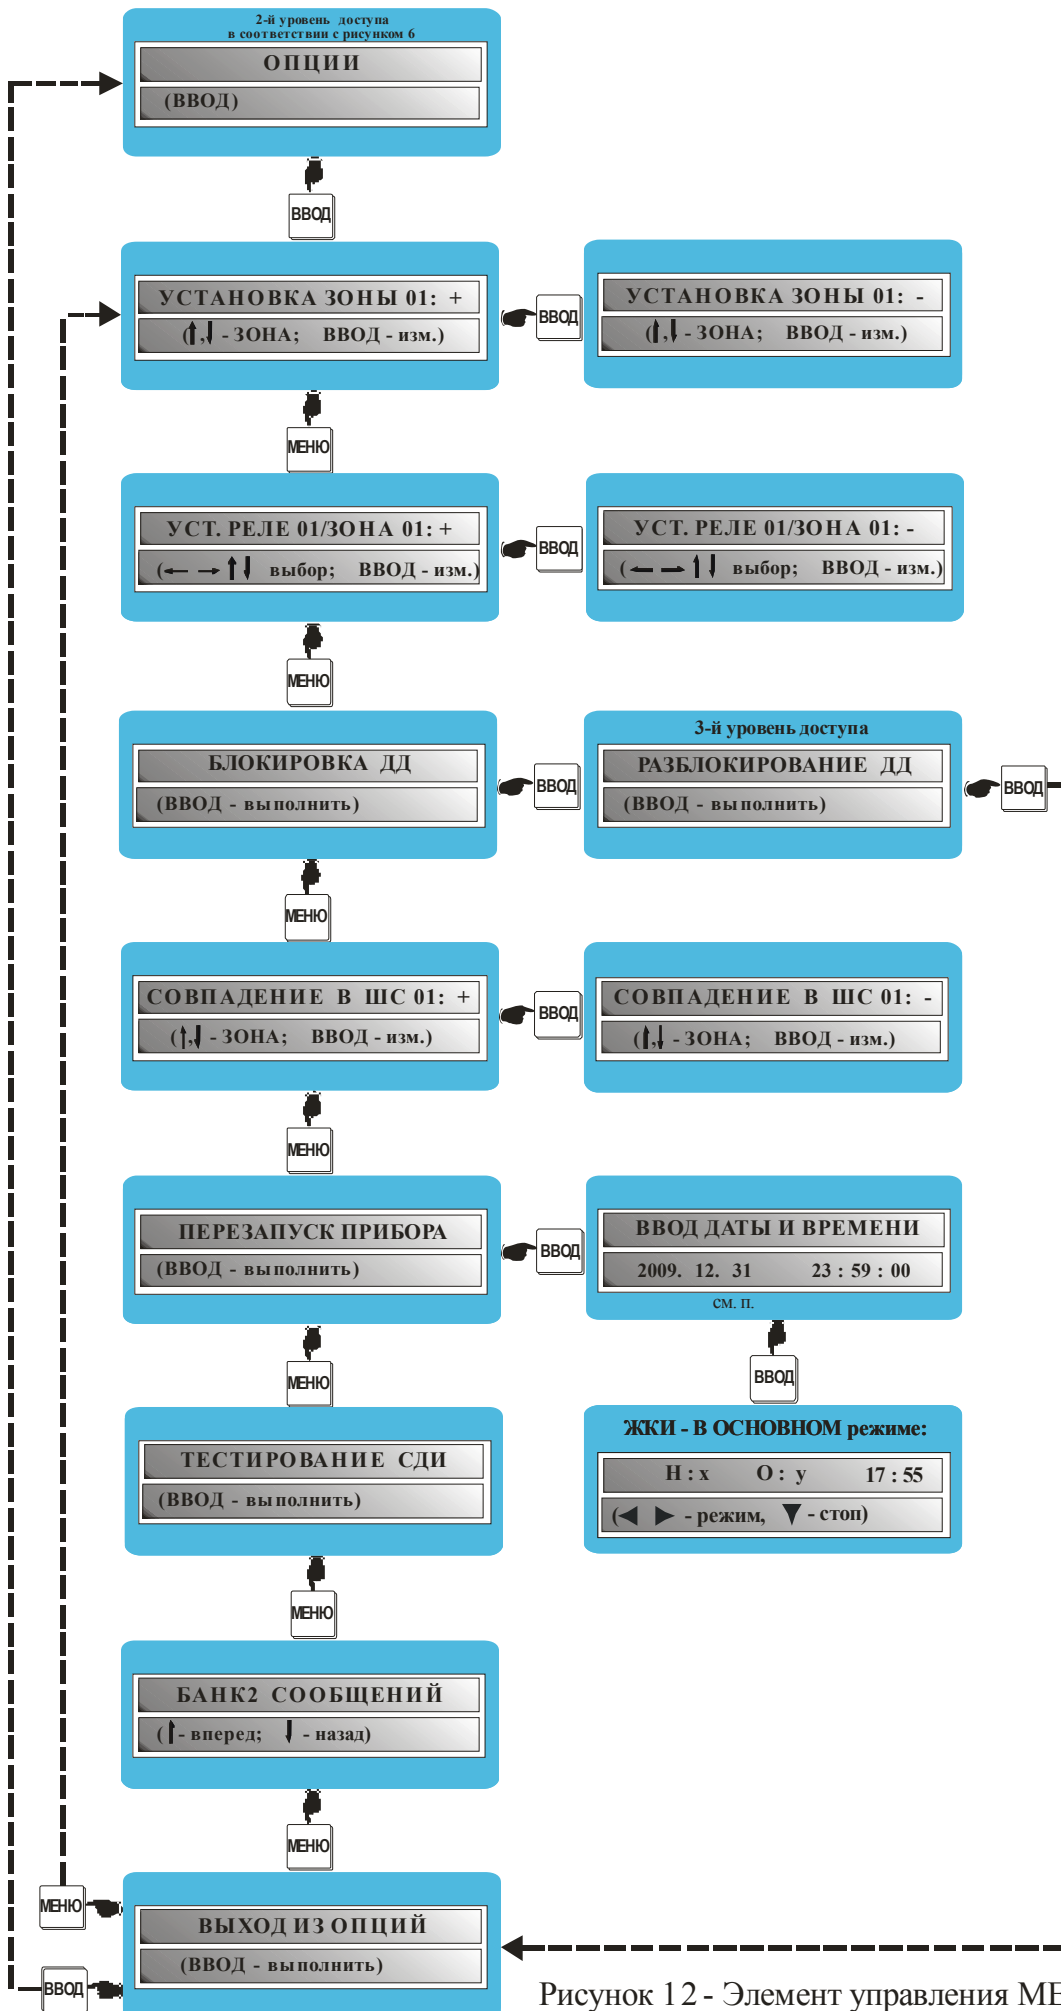 2-й уровень доступа
в соответствии с рисунком 6
ОПЦИИ
(ВВОД)
ВВОД
УСТАНОВКА ЗОНЫ 01: +
(↑,↓ - ЗОНА; ВВОД - изм.)
ВВОД
УСТАНОВКА ЗОНЫ 01: -
(↑,↓ - ЗОНА; ВВОД - изм.)
МЕНЮ
УСТ. РЕЛЕ 01/ЗОНА 01: +
(← → ↑ ↓ выбор; ВВОД - изм.)
ВВОД
УСТ. РЕЛЕ 01/ЗОНА 01: -
(← → ↑ ↓ выбор; ВВОД - изм.)
МЕНЮ
БЛОКИРОВКА ДД
(ВВОД - выполнить)
ВВОД
3-й уровень доступа
РАЗБЛОКИРОВАНИЕ ДД
(ВВОД - выполнить)
ВВОД
МЕНЮ
СОВПАДЕНИЕ В ШС 01: +
(↑,↓ - ЗОНА; ВВОД - изм.)
ВВОД
СОВПАДЕНИЕ В ШС 01: -
(↑,↓ - ЗОНА; ВВОД - изм.)
МЕНЮ
ПЕРЕЗАПУСК ПРИБОРА
(ВВОД - выполнить)
ВВОД
ВВОД ДАТЫ И ВРЕМЕНИ
2009. 12. 31 23 : 59 : 00
см. п.
ВВОД
МЕНЮ
ЖКИ - В ОСНОВНОМ режиме:
Н : х О : у 17 : 55
(◀ ▶ - режим, ▼ - стоп)
ТЕСТИРОВАНИЕ СДИ
(ВВОД - выполнить)
МЕНЮ
БАНК2 СООБЩЕНИЙ
(↑ - вперед; ↓ - назад)
МЕНЮ
МЕНЮ
ВЫХОД ИЗ ОПЦИЙ
(ВВОД - выполнить)
ВВОД
Рисунок 12 - Элемент управления МЕ